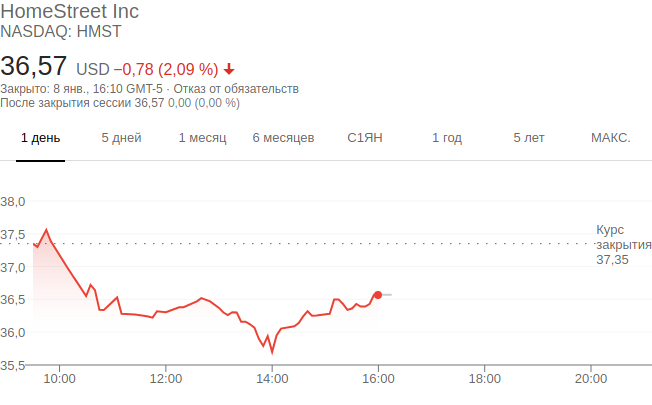 HomeStreet Inc
NASDAQ: HMST
36,57 USD −0,78 (2,09 %)
Закрыто: 8 янв., 16:10 GMT-5 · Отказ от обязательств
После закрытия сессии 36,57 0,00 (0,00 %)
1 день 5 дней 1 месяц 6 месяцев С1ЯН 1 год 5 лет МАКС.
38,0
37,5
37,0
36,5
36,0
35,5
Курс
закрытия
37,35
10:00 12:00 14:00 16:00 18:00 20:00